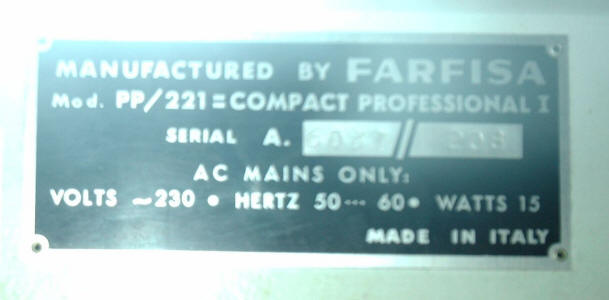 MANUFACTURED BY FARFISA
Mod. PP/221=COMPACT PROFESSIONAL I
SERIAL A. // 208
AC MAINS ONLY:
VOLTS ~230 • HERTZ 50--- 60• WATTS 15
MADE IN ITALY